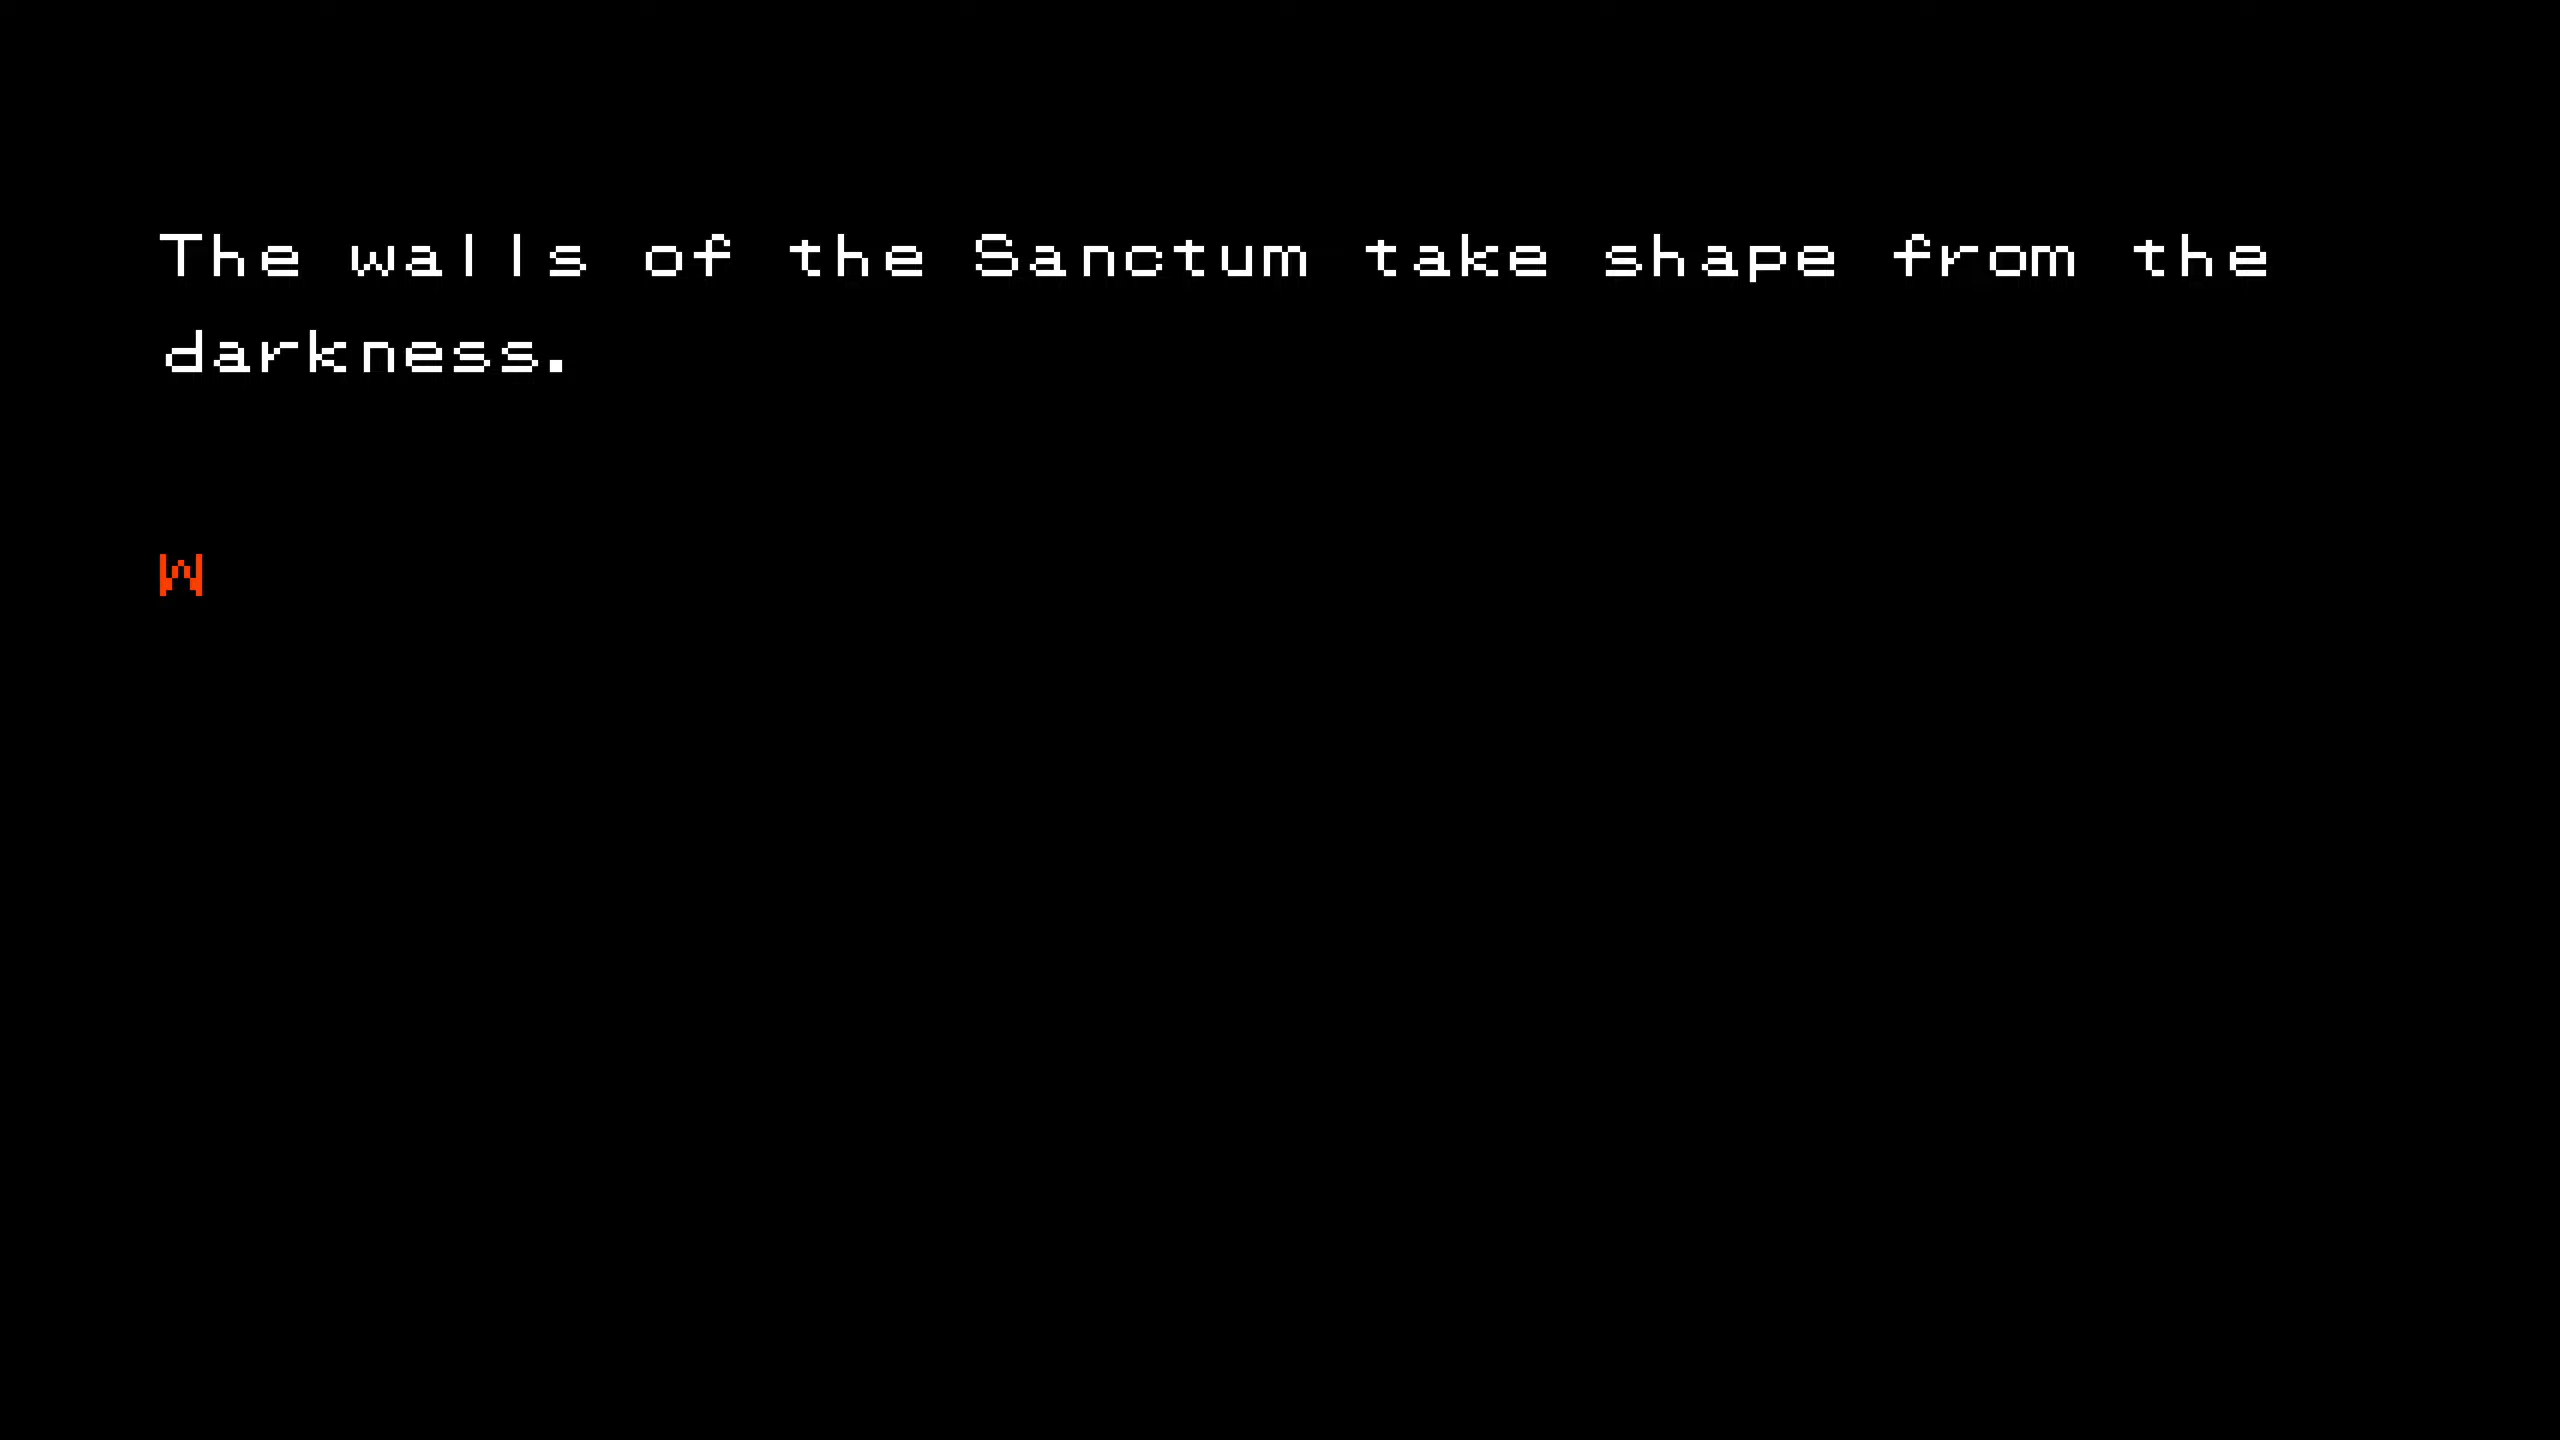 The walls of the Sanctum take shape from the
darkness.
W